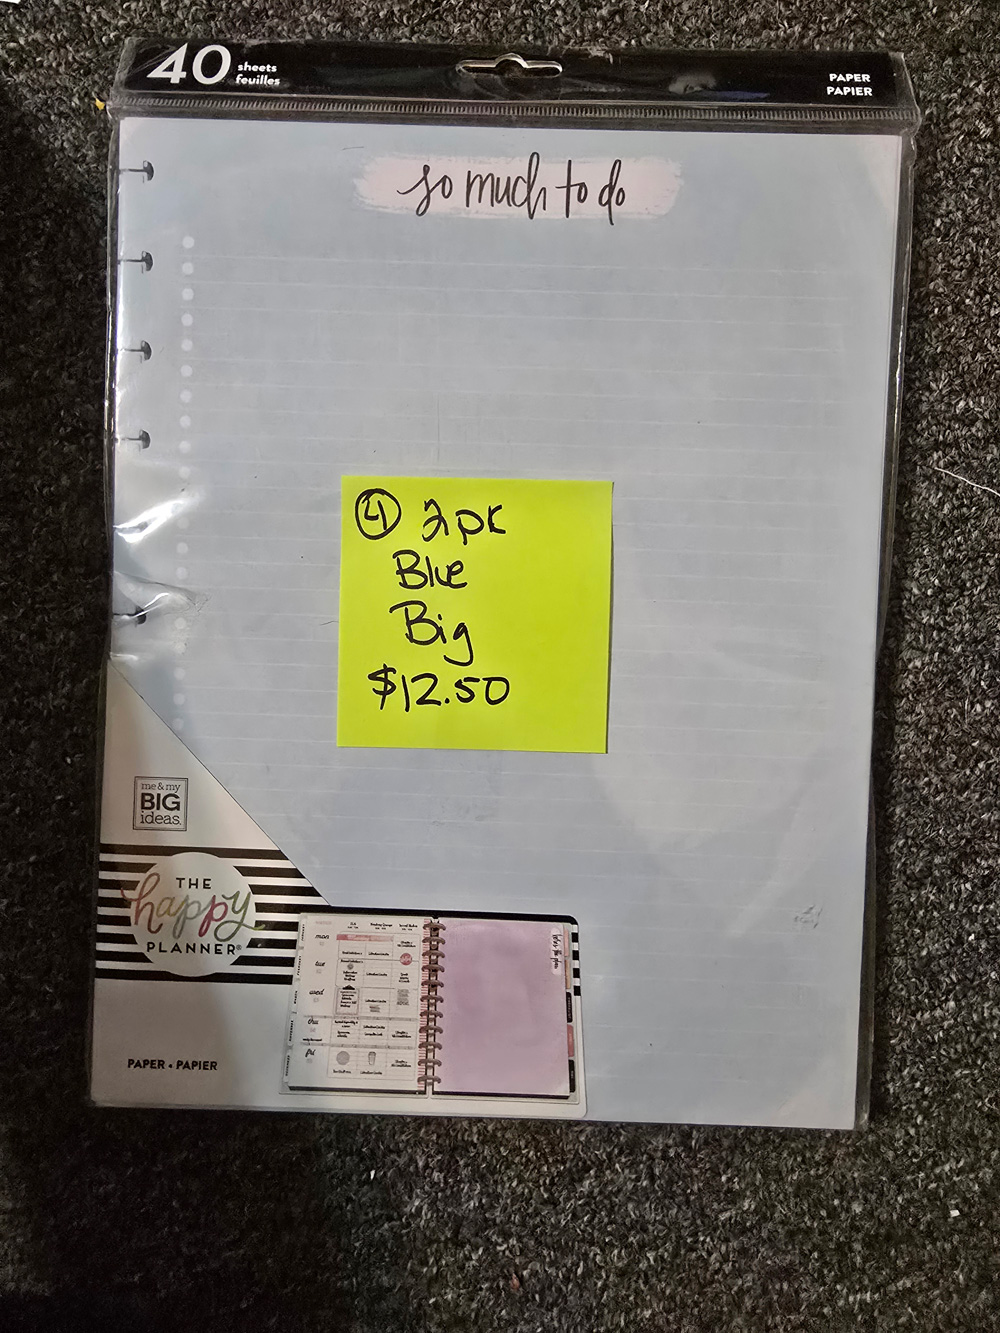 40 sheets
feuilles
PAPER
PAPIER
so much to do
4 2pk
Blue
Big
$12.50
me & my
BIG
ideas.
THE
happy
PLANNER®
PAPER • PAPIER
mon
tue
wed
thu
fri